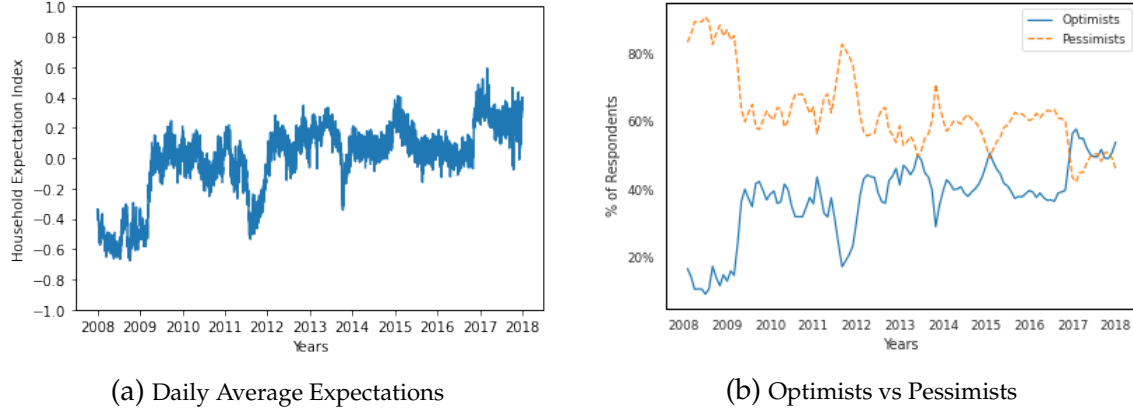 1.0
0.8
0.6
0.4
0.2
0.0
−0.2
−0.4
−0.6
−0.8
−1.0
Household Expectation Index
2008 2009 2010 2011 2012 2013 2014 2015 2016 2017 2018
Years
(a) Daily Average Expectations
Optimists
Pessimists
80%
60%
40%
20%
% of Respondents
2008 2009 2010 2011 2012 2013 2014 2015 2016 2017 2018
Years
(b) Optimists vs Pessimists